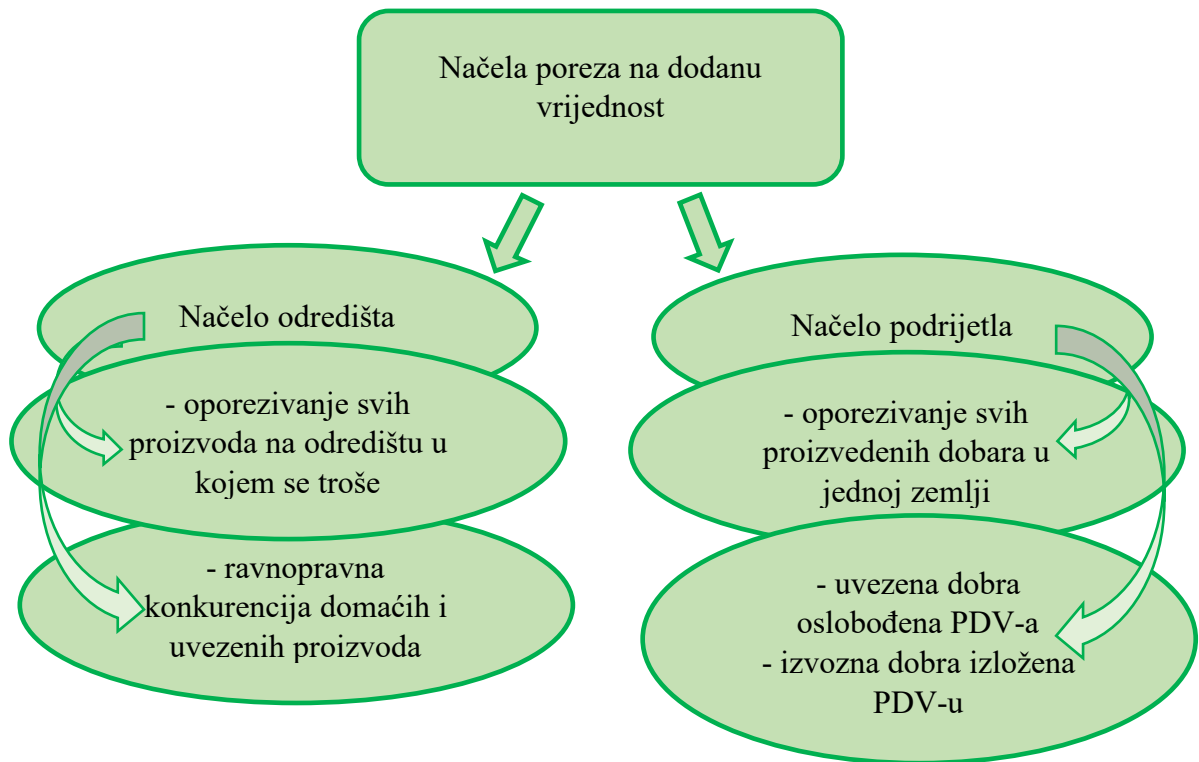 Načela poreza na dodanu
vrijednost
Načelo odredišta
- oporezivanje svih
proizvoda na odredištu u
kojem se troše
- ravnopravna
konkurencija domaćih i
uvezenih proizvoda
Načelo podrijetla
- oporezivanje svih
proizvedenih dobara u
jednoj zemlji
- uvezena dobra
oslobođena PDV-a
- izvozna dobra izložena
PDV-u